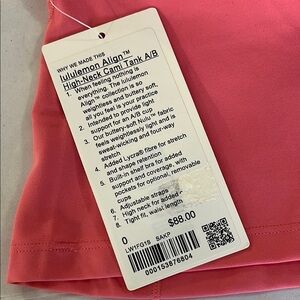 WHY WE MADE THIS
lululemon Align™
High-Neck Cami Tank A/B
1. When feeling nothing is
everything. The lululemon
Align™ collection is so
weightless and buttery soft,
all you feel is your practice
2. Intended to provide light
support for an A/B cup
3. Our buttery-soft Nulu™ fabric
feels weightlessly light and is
sweat-wicking and four-way
stretch
4. Added Lycra® fibre for stretch
and shape retention
5. Built-in shelf bra for added
support and coverage, with
pockets for optional, removable
cups
6. Adjustable straps
7. High neck for added
8. Tight fit, waist length
0
$88.00
LW1FQ1S SAKP
000153876804